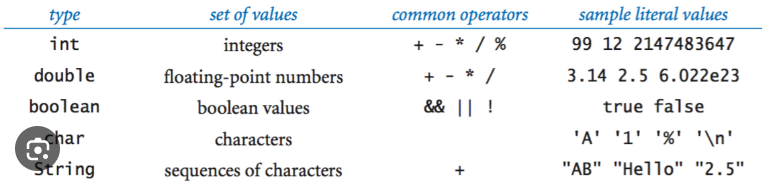 type set of values common operators sample literal values
int integers + - * / % 99 12 2147483647
double floating-point numbers + - * / 3.14 2.5 6.022e23
boolean boolean values && || ! true false
char characters 'A' '1' '%' '\n'
String sequences of characters + "AB" "Hello" "2.5"